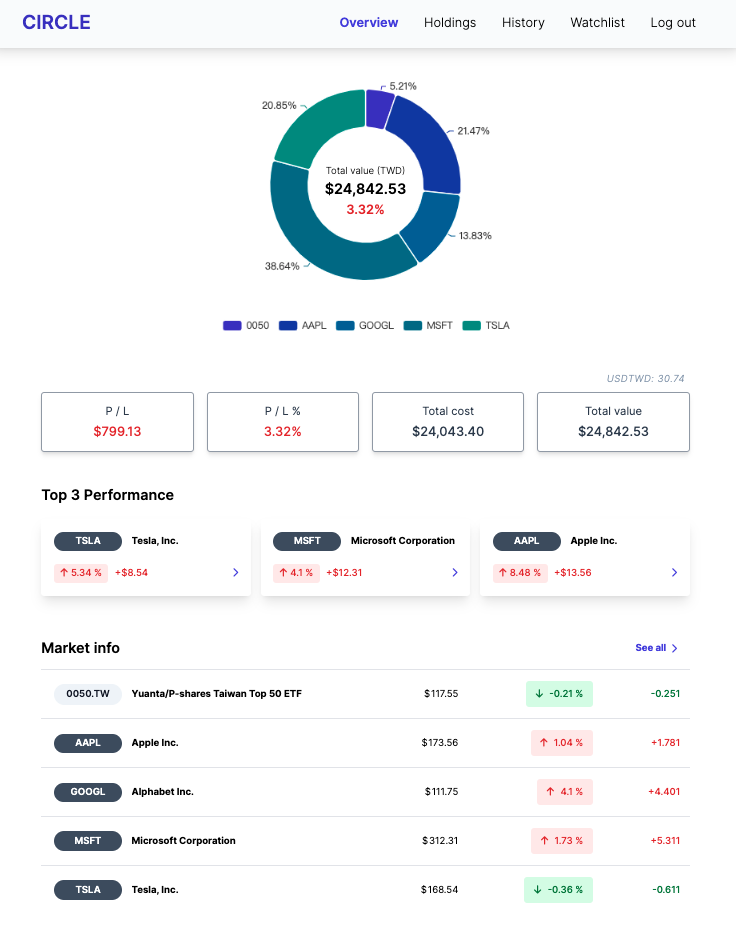 CIRCLE Overview Holdings History Watchlist Log out
5.21%
20.85%
21.47%
Total value (TWD)
$24,842.53
3.32%
13.83%
38.64%
0050 AAPL GOOGL MSFT TSLA
USDTWD: 30.74
P / L P / L % Total cost Total value
$799.13 3.32% $24,043.40 $24,842.53
Top 3 Performance
TSLA Tesla, Inc. MSFT Microsoft Corporation AAPL Apple Inc.
↑ 5.34 % +$8.54 ↑ 4.1 % +$12.31 ↑ 8.48 % +$13.56
Market info See all
0050.TW Yuanta/P-shares Taiwan Top 50 ETF $117.55 ↓ -0.21 % -0.251
AAPL Apple Inc. $173.56 ↑ 1.04 % +1.781
GOOGL Alphabet Inc. $111.75 ↑ 4.1 % +4.401
MSFT Microsoft Corporation $312.31 ↑ 1.73 % +5.311
TSLA Tesla, Inc. $168.54 ↓ -0.36 % -0.611